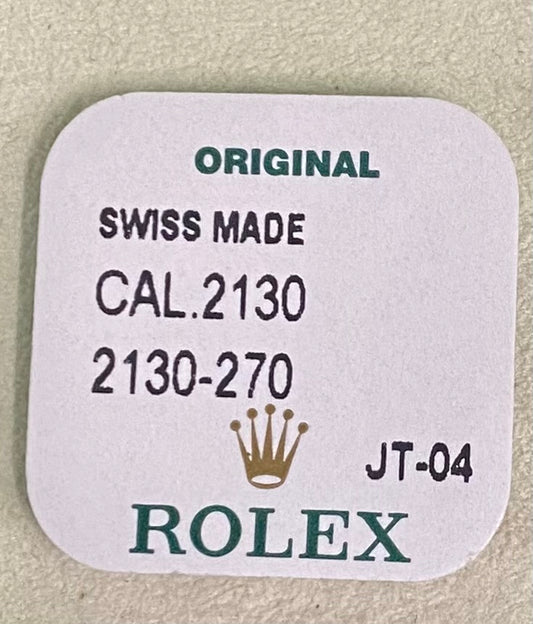 ORIGINAL
SWISS MADE
CAL.2130
2130-270
JT-04
ROLEX